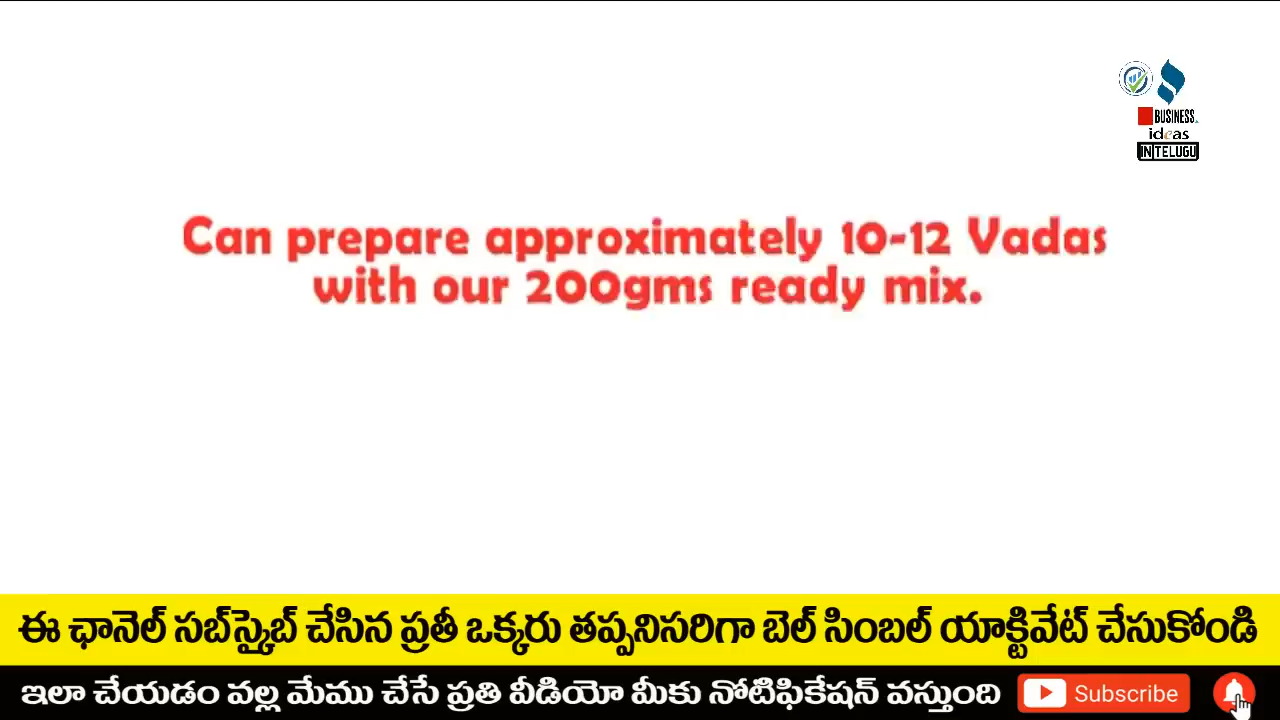 BUSINESS
ideas
IN TELUGU
Can prepare approximately 10-12 Vadas
with our 200gms ready mix.
ఈ ఛానెల్ సబ్‌స్క్రైబ్ చేసిన ప్రతీ ఒక్కరు తప్పనిసరిగా బెల్ సింబల్ యాక్టివేట్ చేసుకోండి
ఇలా చేయడం వల్ల మేము చేసే ప్రతి వీడియో మీకు నోటిఫికేషన్ వస్తుంది
Subscribe